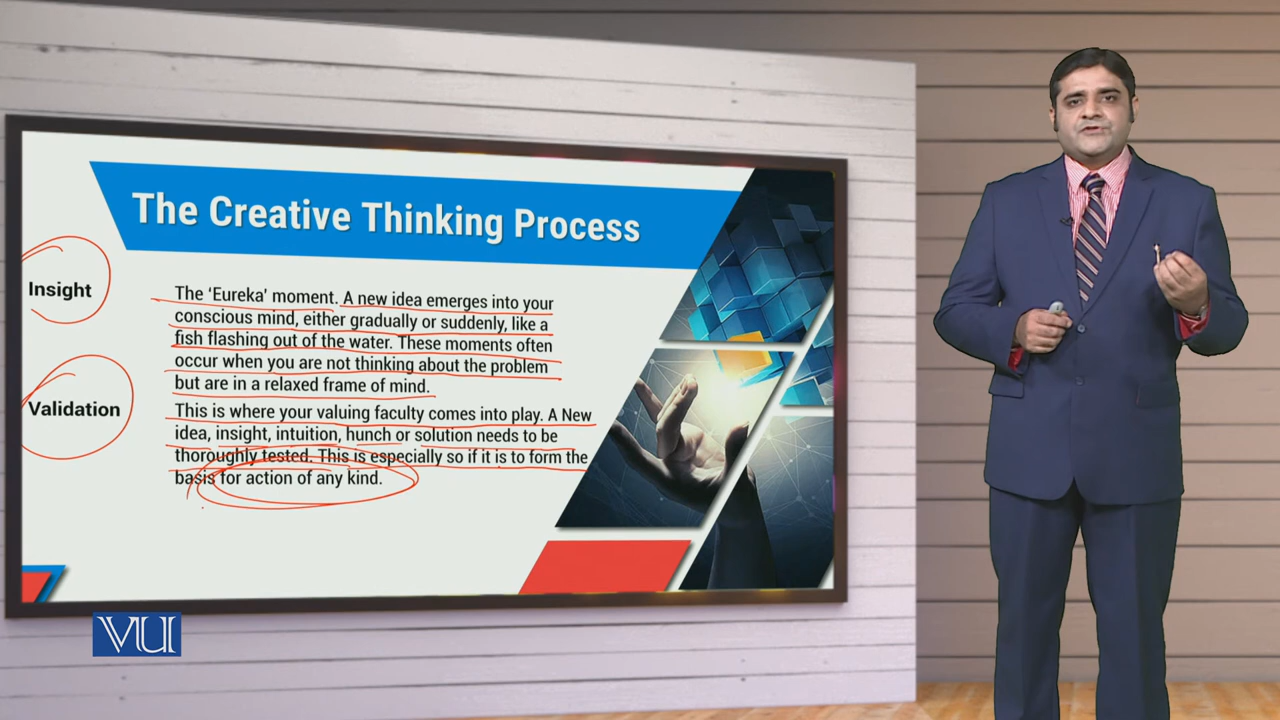 The Creative Thinking Process
Insight
The ‘Eureka’ moment. A new idea emerges into your
conscious mind, either gradually or suddenly, like a
fish flashing out of the water. These moments often
occur when you are not thinking about the problem
but are in a relaxed frame of mind.
Validation
This is where your valuing faculty comes into play. A New
idea, insight, intuition, hunch or solution needs to be
thoroughly tested. This is especially so if it is to form the
basis for action of any kind.
VU